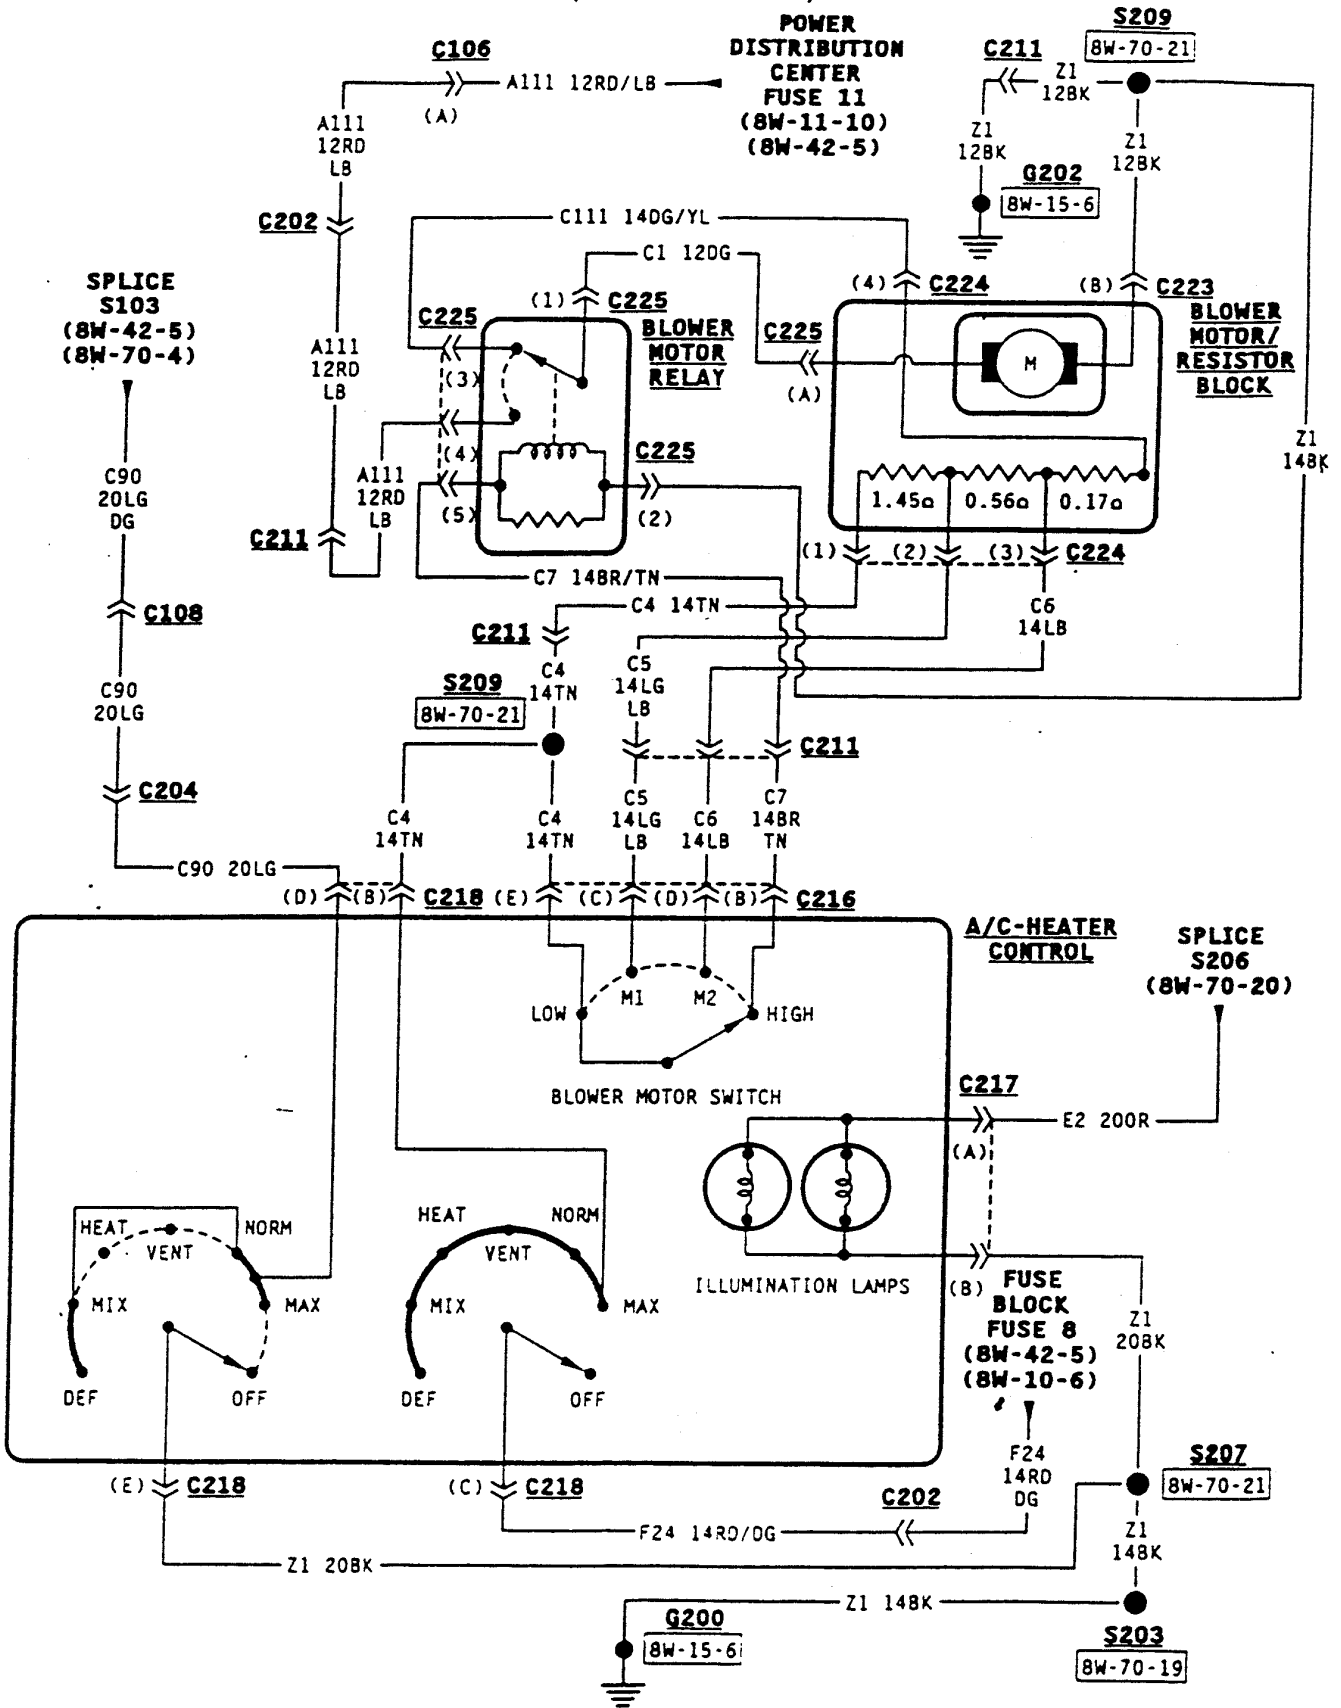 POWER
DISTRIBUTION
CENTER
FUSE 11
(8W-11-10)
(8W-42-5)
C106
A111 12RD/LB
(A)
S209
8W-70-21
C211
Z1
12BK
Z1
12BK
Z1
12BK
G202
8W-15-6
A111
12RD
LB
C202
C111 14DG/YL
C1 12DG
(1)
C225
(4)
C224
(B)
C223
BLOWER
MOTOR/
RESISTOR
BLOCK
SPLICE
S103
(8W-42-5)
(8W-70-4)
C225
BLOWER
MOTOR
RELAY
C225
(A)
M
A111
12RD
LB
(3)
(4)
(5)
C225
(2)
A111
12RD
LB
1.45Ω
0.56Ω
0.17Ω
Z1
14BK
C90
20LG
DG
C211
(1)
(2)
(3)
C224
C7 14BR/TN
C4 14TN
C6
14LB
C108
C211
C4
14TN
C5
14LG
LB
C90
20LG
S209
8W-70-21
C211
C204
C4
14TN
C4
14TN
C5
14LG
LB
C6
14LB
C7
14BR
TN
C90 20LG
(D)
(B)
C218
(E)
(C)
(D)
(B)
C216
A/C-HEATER
CONTROL
SPLICE
S206
(8W-70-20)
LOW
M1
M2
HIGH
BLOWER MOTOR SWITCH
C217
E2 20OR
(A)
HEAT
NORM
VENT
MIX
MAX
DEF
OFF
HEAT
NORM
VENT
MIX
MAX
DEF
OFF
ILLUMINATION LAMPS
(B)
FUSE
BLOCK
FUSE 8
(8W-42-5)
(8W-10-6)
Z1
20BK
F24
14RD
DG
S207
8W-70-21
(E)
C218
(C)
C218
C202
F24 14RD/DG
Z1 20BK
Z1
14BK
Z1 14BK
G200
8W-15-6
S203
8W-70-19